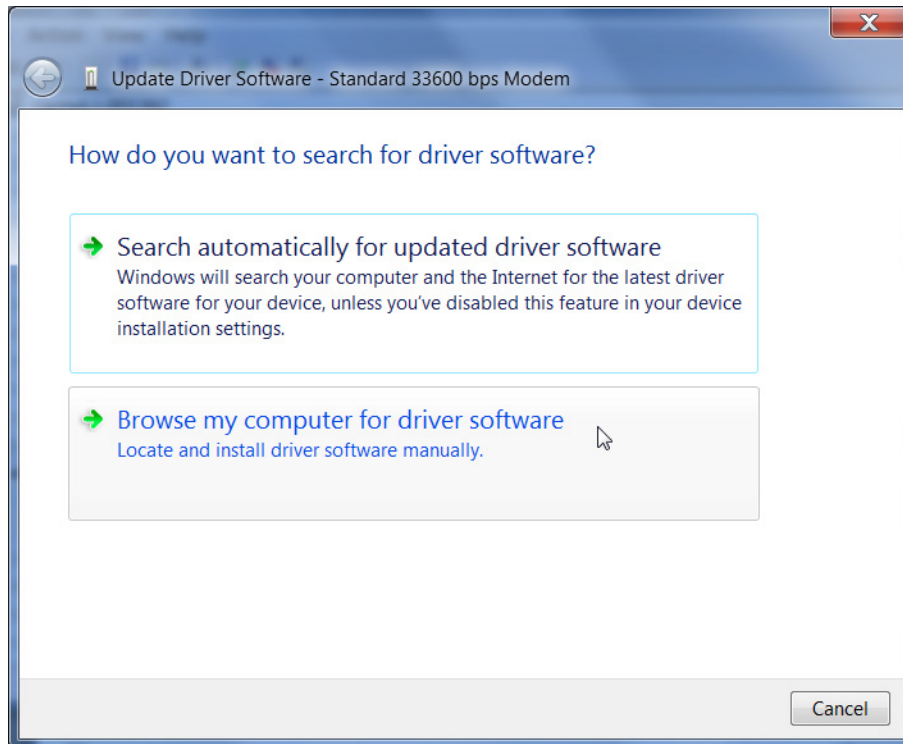 Action View Help
Update Driver Software - Standard 33600 bps Modem
How do you want to search for driver software?
Search automatically for updated driver software
Windows will search your computer and the Internet for the latest driver
software for your device, unless you've disabled this feature in your device
installation settings.
Browse my computer for driver software
Locate and install driver software manually.
Cancel